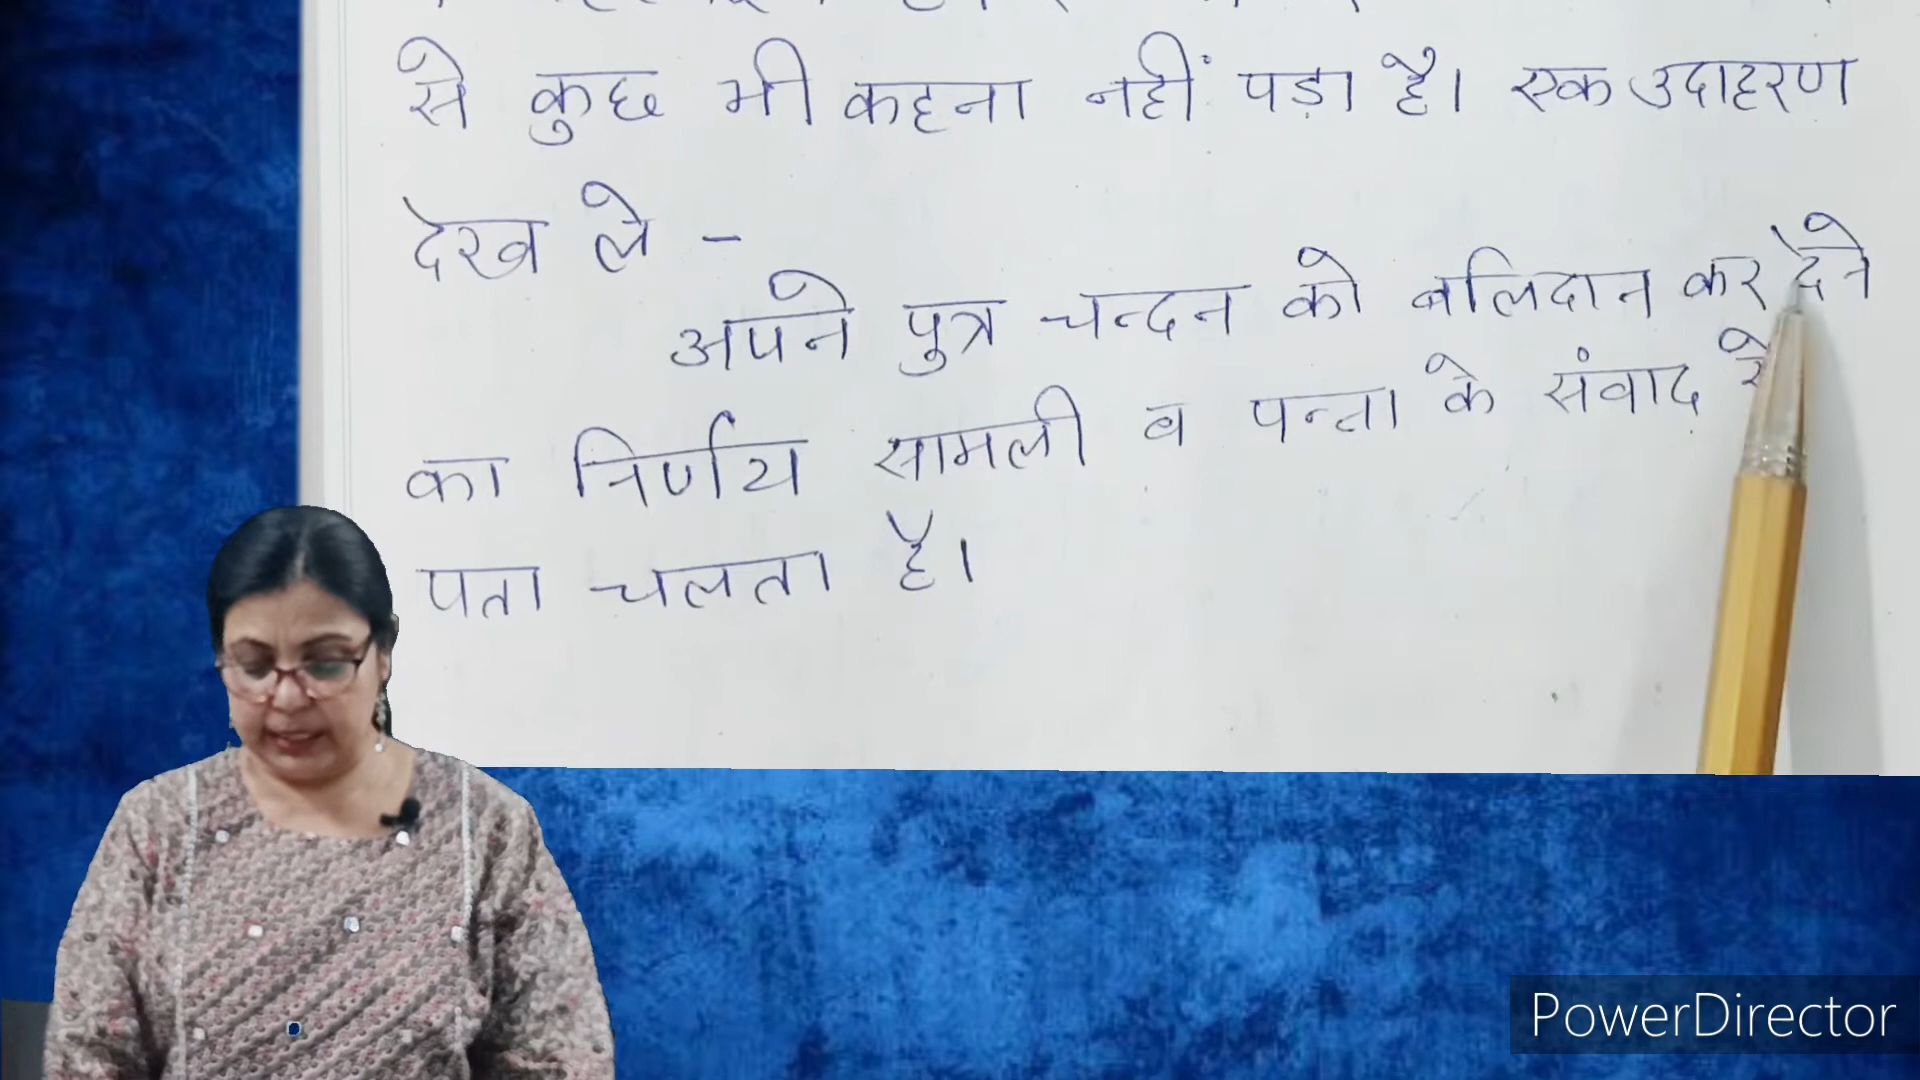 से कुछ भी कहना नहीं पड़ा है। एक उदाहरण
देख ले -
अपने पुत्र चन्दन को बलिदान कर देने
का निर्णय सामली व पन्ना के संवाद
पता चलता है।
PowerDirector